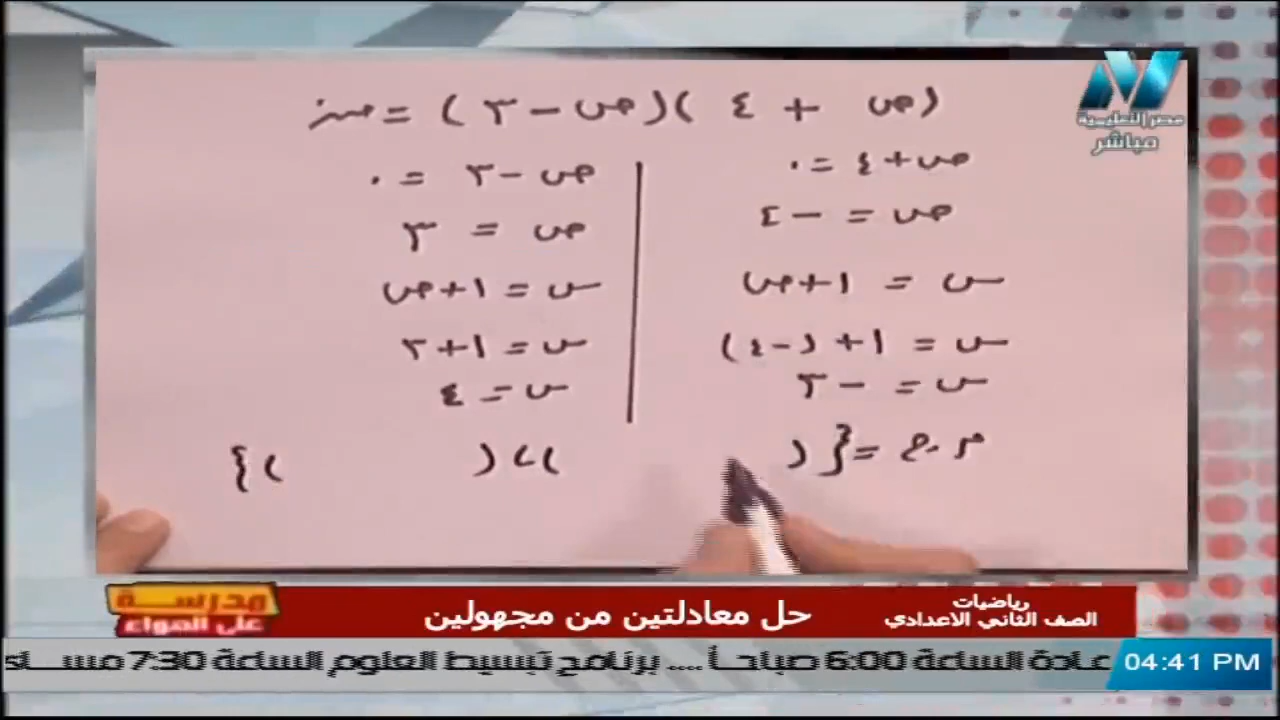 (ص + ٤)(ص − ٣) = صفر
ص + ٤ = ٠
ص = − ٤
س = ١ + ص
س = ١ + (− ٤)
س = − ٣
ص − ٣ = ٠
ص = ٣
س = ١ + ص
س = ١ + ٣
س = ٤
م . ح = { (        ) ، (        ) }
مصر التعليمية
مباشر
مدرسة
على الهواء
حل معادلتين من مجهولين
رياضيات
الصف الثاني الاعدادي
عادة الساعة 6:00 صباحاً .... برنامج تبسيط العلوم الساعة 7:30 مساء
04:41 PM